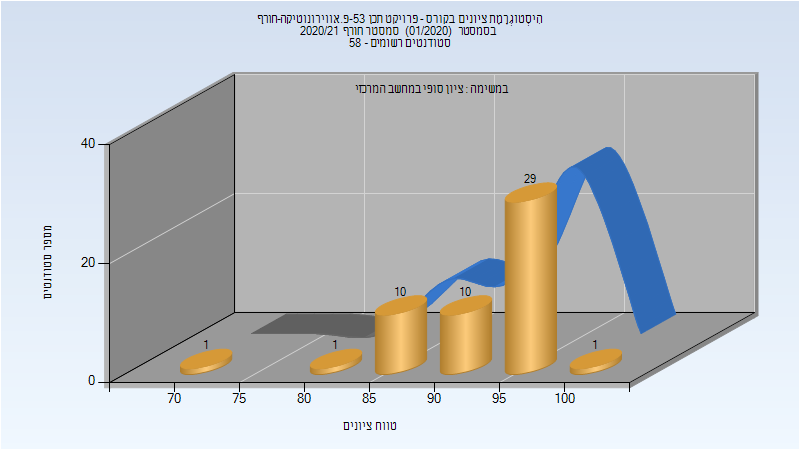 היסטוגרמת ציונים בקורס - פרויקט חכן 53-פ.אווירונוטיקה-חורף
בסמסטר (01/2020) סמסטר חורף 2020/21
סטודנטים רשומים - 58
במשימה : ציון סופי במחשב המרכזי
מספר סטודנטים
40
20
0
1
1
10
10
29
1
70
75
80
85
90
95
100
טווח ציונים